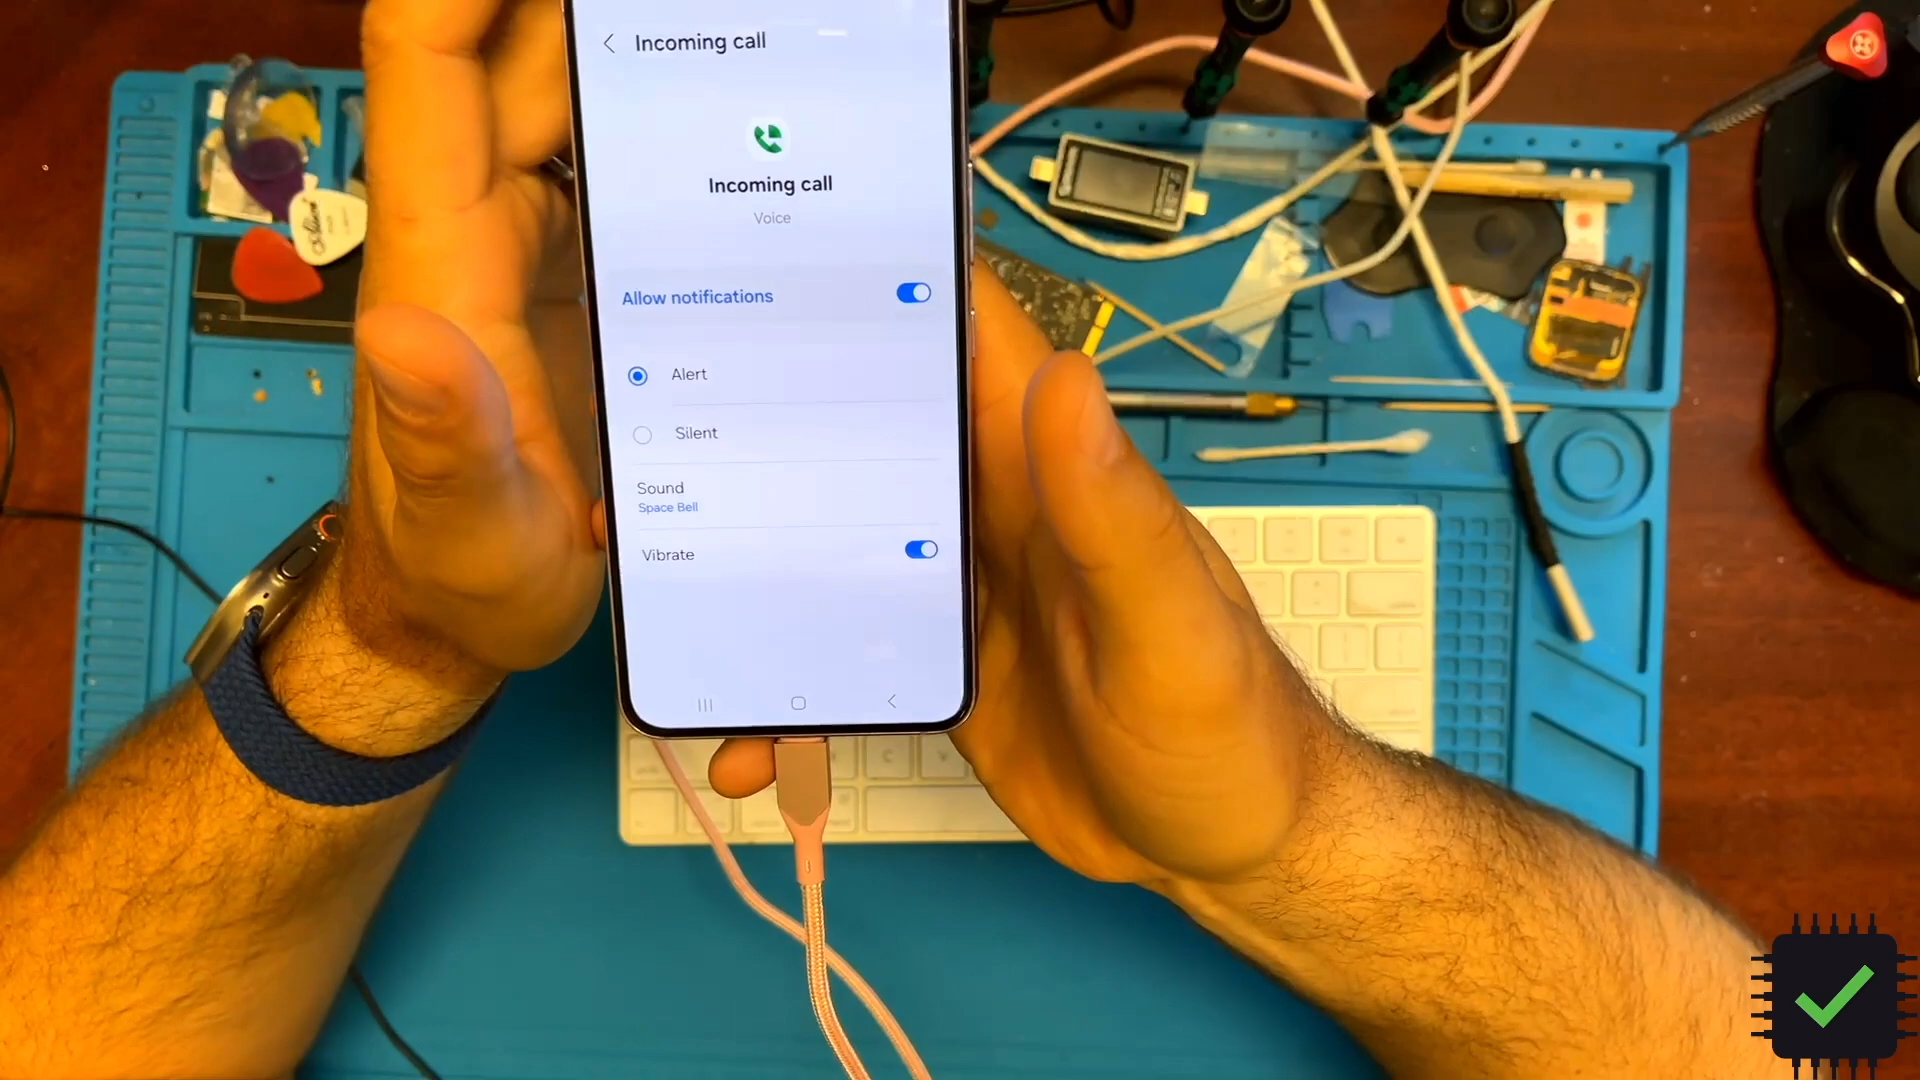 Incoming call
Incoming call
Voice
Allow notifications
Alert
Silent
Sound
Space Bell
Vibrate